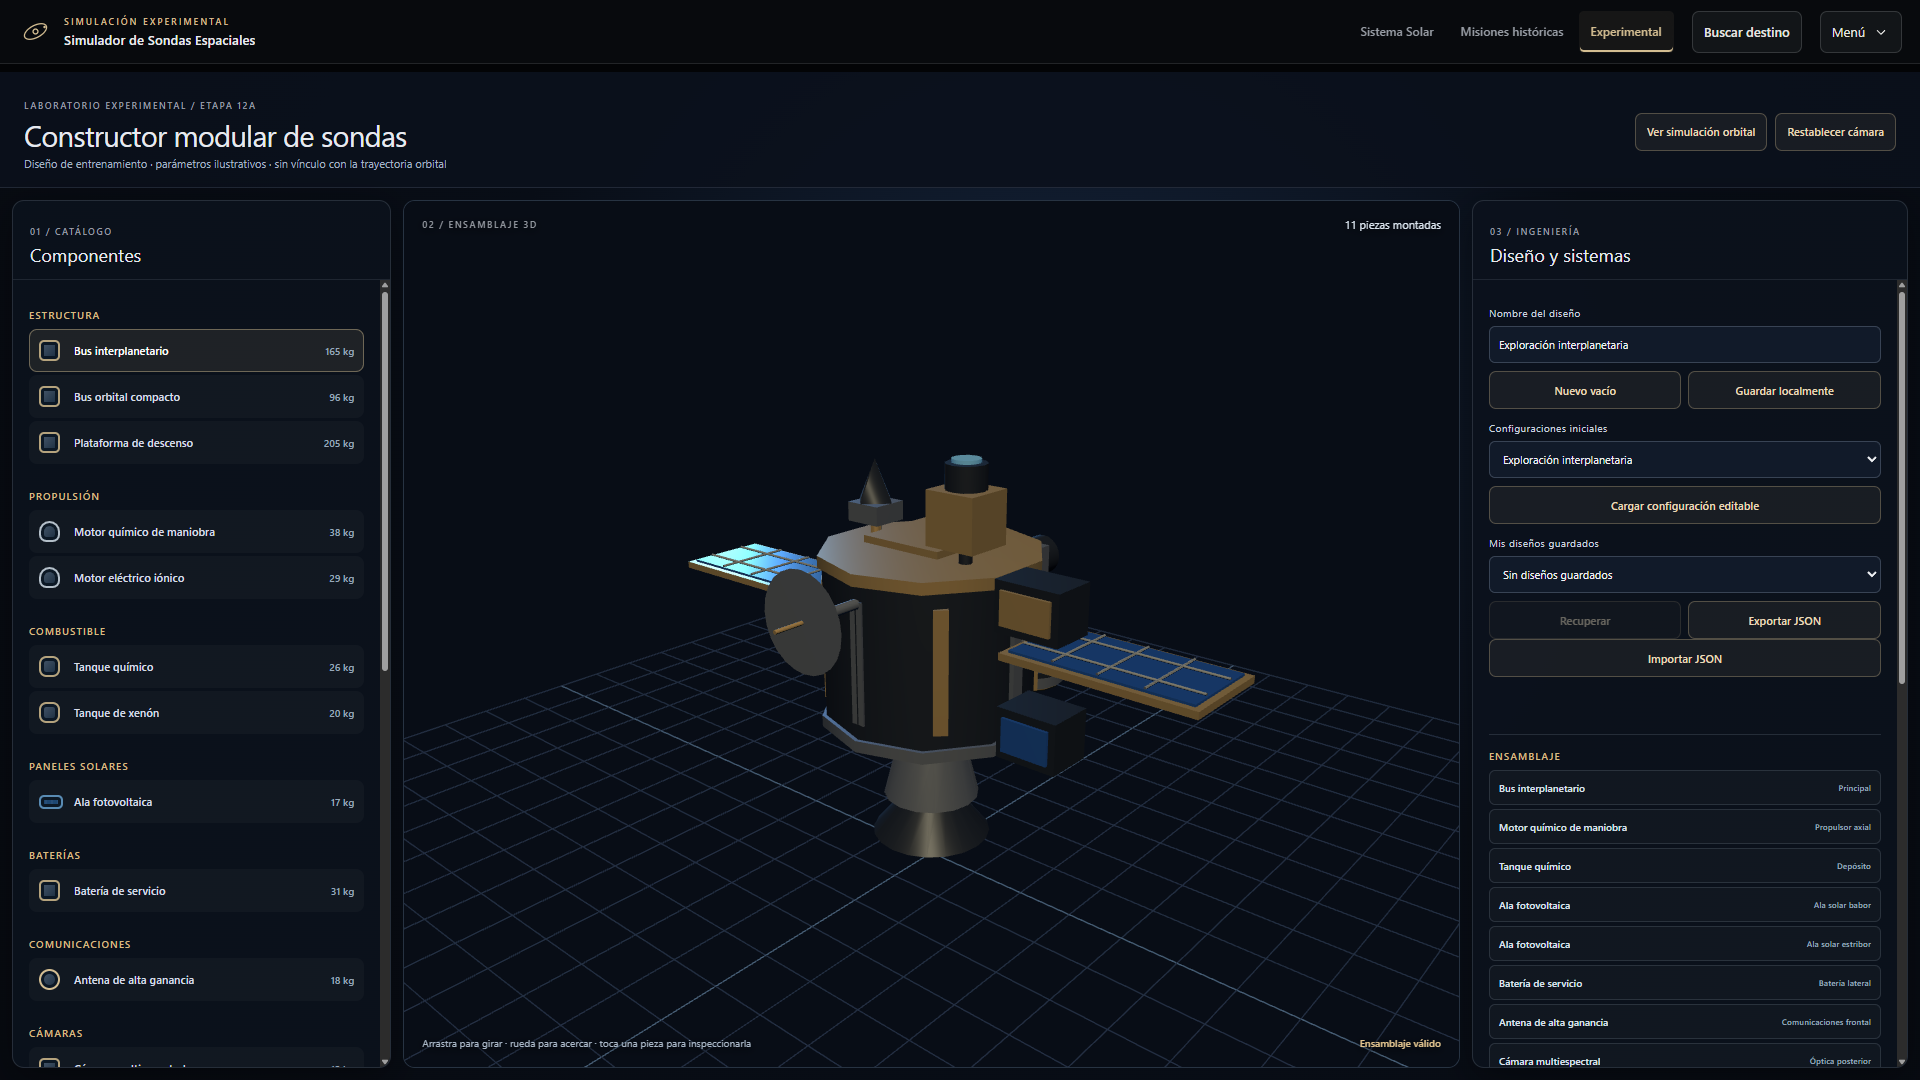 SIMULACIÓN EXPERIMENTAL
Simulador de Sondas Espaciales
Sistema Solar
Misiones históricas
Experimental
Buscar destino
Menú
LABORATORIO EXPERIMENTAL / ETAPA 12A
Constructor modular de sondas
Diseño de entrenamiento · parámetros ilustrativos · sin vínculo con la trayectoria orbital
Ver simulación orbital
Restablecer cámara
01 / CATÁLOGO
Componentes
ESTRUCTURA
Bus interplanetario 165 kg
Bus orbital compacto 96 kg
Plataforma de descenso 205 kg
PROPULSIÓN
Motor químico de maniobra 38 kg
Motor eléctrico iónico 29 kg
COMBUSTIBLE
Tanque químico 26 kg
Tanque de xenón 20 kg
PANELES SOLARES
Ala fotovoltaica 17 kg
BATERÍAS
Batería de servicio 31 kg
COMUNICACIONES
Antena de alta ganancia 18 kg
CÁMARAS
02 / ENSAMBLAJE 3D
11 piezas montadas
Arrastra para girar · rueda para acercar · toca una pieza para inspeccionarla
Ensamblaje válido
03 / INGENIERÍA
Diseño y sistemas
Nombre del diseño
Exploración interplanetaria
Nuevo vacío
Guardar localmente
Configuraciones iniciales
Exploración interplanetaria
Cargar configuración editable
Mis diseños guardados
Sin diseños guardados
Recuperar
Exportar JSON
Importar JSON
ENSAMBLAJE
Bus interplanetario Principal
Motor químico de maniobra Propulsor axial
Tanque químico Depósito
Ala fotovoltaica Ala solar babor
Ala fotovoltaica Ala solar estribor
Batería de servicio Batería lateral
Antena de alta ganancia Comunicaciones frontal
Cámara multiespectral Óptica posterior